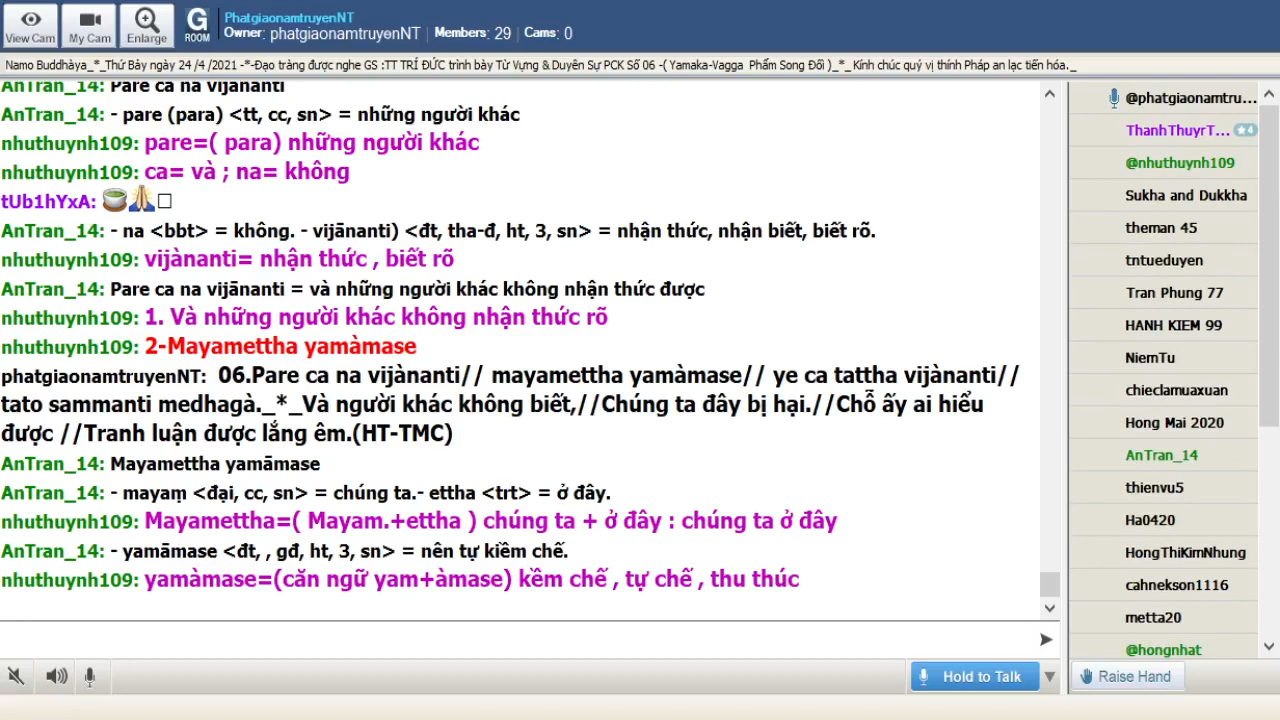 View Cam
My Cam
Enlarge
G
ROOM
PhatgiaonamtruyenNT
Owner: phatgiaonamtruyenNT | Members: 29 | Cams: 0
Namo Buddhàya_*_Thứ Bảy ngày 24 /4 /2021 -*-Đạo tràng được nghe GS :TT TRÍ ĐỨC trình bày Từ Vựng & Duyên Sự PCK Số 06 -( Yamaka-Vagga Phẩm Song Đối )_*_ Kính chúc quý vị thính Pháp an lạc tiến hóa._
AnTran_14: Pare ca na vijānanti
AnTran_14: - pare (para) <tt, cc, sn> = những người khác
nhuthuynh109: pare=( para) những người khác
nhuthuynh109: ca= và ; na= không
tUb1hYxA: 🍵🙏□
AnTran_14: - na <bbt> = không. - vijānanti) <đt, tha-đ, ht, 3, sn> = nhận thức, nhận biết, biết rõ.
nhuthuynh109: vijànanti= nhận thức , biết rõ
AnTran_14: Pare ca na vijānanti = và những người khác không nhận thức được
nhuthuynh109: 1. Và những người khác không nhận thức rõ
nhuthuynh109: 2-Mayamettha yamàmase
phatgiaonamtruyenNT: 06.Pare ca na vijànanti// mayamettha yamàmase// ye ca tattha vijànanti//
tato sammanti medhagà._*_Và người khác không biết,//Chúng ta đây bị hại.//Chỗ ấy ai hiểu
được //Tranh luận được lắng êm.(HT-TMC)
AnTran_14: Mayamettha yamāmase
AnTran_14: - mayaṃ <đại, cc, sn> = chúng ta.- ettha <trt> = ở đây.
nhuthuynh109: Mayamettha=( Mayam.+ettha ) chúng ta + ở đây : chúng ta ở đây
AnTran_14: - yamāmase <đt, , gđ, ht, 3, sn> = nên tự kiềm chế.
nhuthuynh109: yamàmase=(căn ngữ yam+àmase) kềm chế , tự chế , thu thúc
@phatgiaonamtru...
ThanhThuyrT... ★4
@nhuthuynh109
Sukha and Dukkha
theman 45
tntueduyen
Tran Phung 77
HANH KIEM 99
NiemTu
chieclamuaxuan
Hong Mai 2020
AnTran_14
thienvu5
Ha0420
HongThiKimNhung
cahnekson1116
metta20
@hongnhat
Hold to Talk
Raise Hand